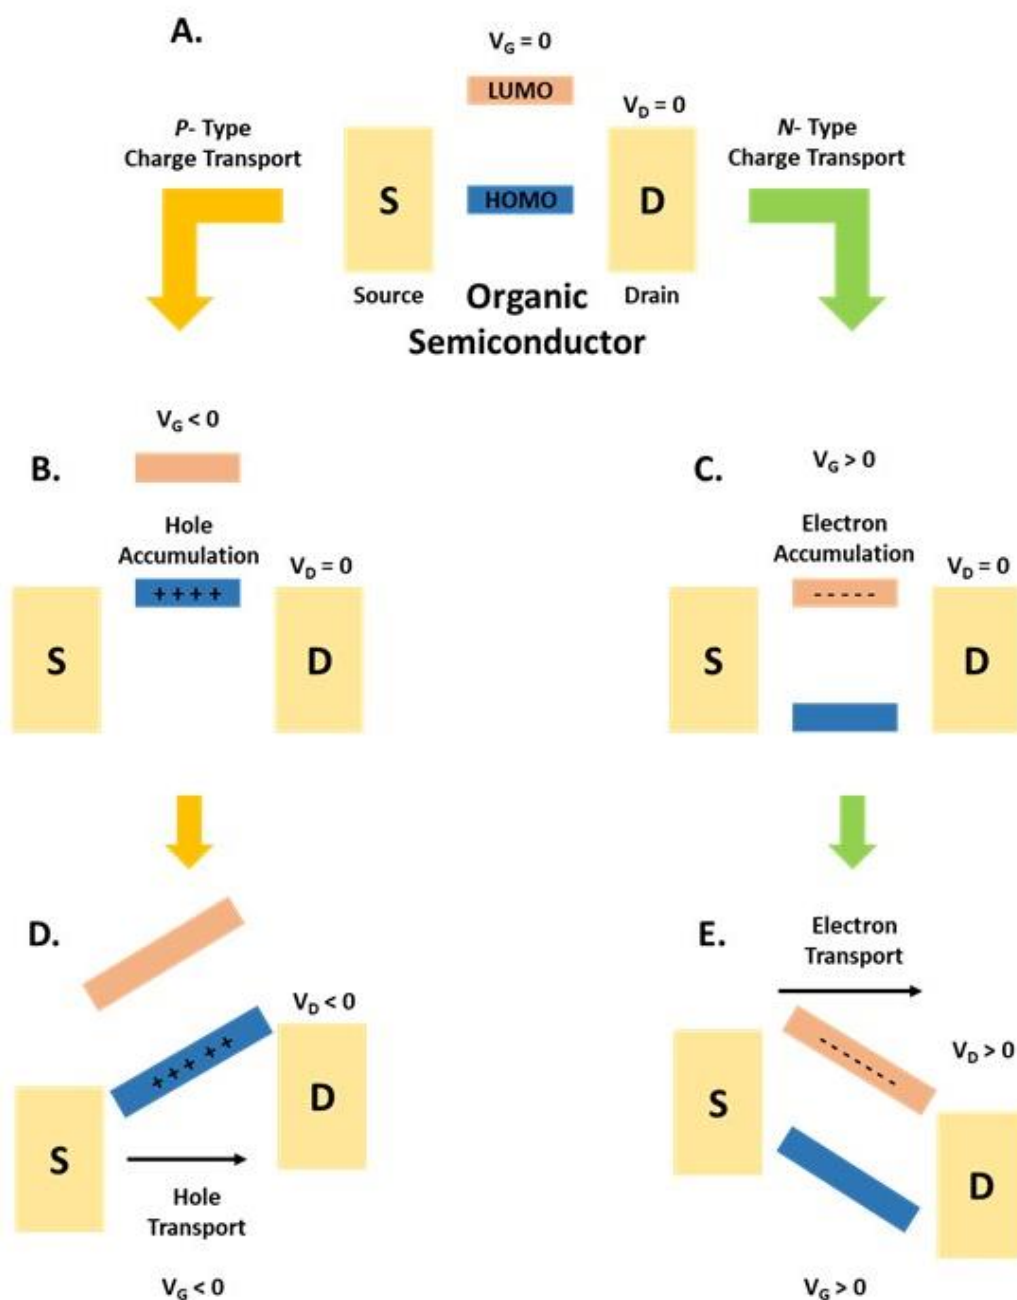 A.
V_G = 0
LUMO
V_D = 0
P- Type
Charge Transport
N- Type
Charge Transport
S
HOMO
D
Source
Organic
Semiconductor
Drain
V_G < 0
B.
Hole
Accumulation
V_D = 0
+ + + +
S
D
C.
V_G > 0
Electron
Accumulation
V_D = 0
- - - - -
S
D
D.
V_D < 0
+ + + + +
D
S
Hole
Transport
V_G < 0
E.
Electron
Transport
V_D > 0
- - - - - - -
S
D
V_G > 0